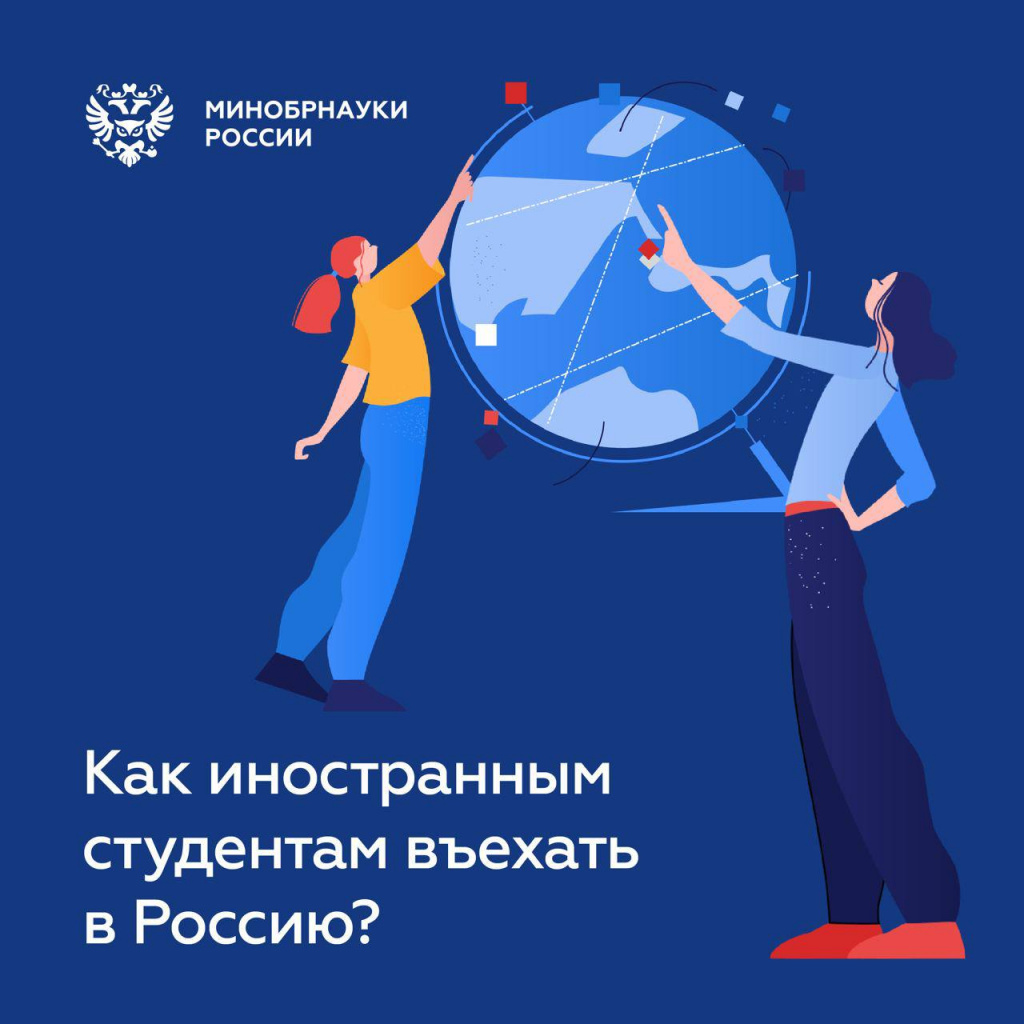 МИНОБРНАУКИ
РОССИИ
Как иностранным
студентам въехать
в Россию?